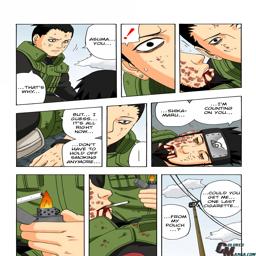 ASUMA...
YOU...
!
...THAT'S
WHY...
...I'M
COUNTING
ON YOU...
...SHIKA-
MARU...
BUT... I
GUESS...
IT'S ALL
RIGHT
NOW...
...DON'T
HAVE TO
HOLD OFF
SMOKING
ANYMORE...
...COULD YOU
GET ME...
ONE LAST
CIGARETTE...
...FROM
MY
POUCH...
?